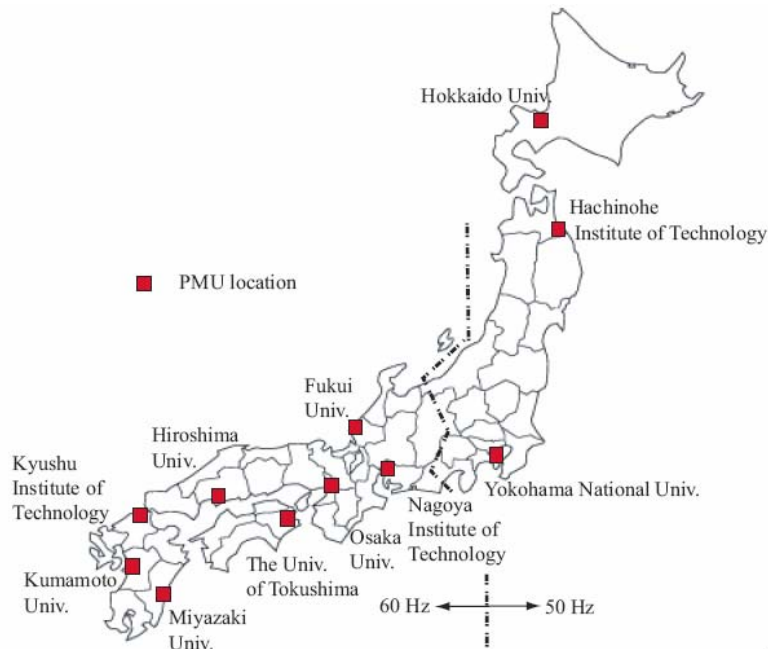 Hokkaido Univ.
Hachinohe
Institute of Technology
PMU location
Fukui
Univ.
Hiroshima
Univ.
Kyushu
Institute of
Technology
Yokohama National Univ.
Nagoya
Institute of
Technology
Osaka
Univ.
The Univ.
of Tokushima
Kumamoto
Univ.
Miyazaki
Univ.
60 Hz
50 Hz